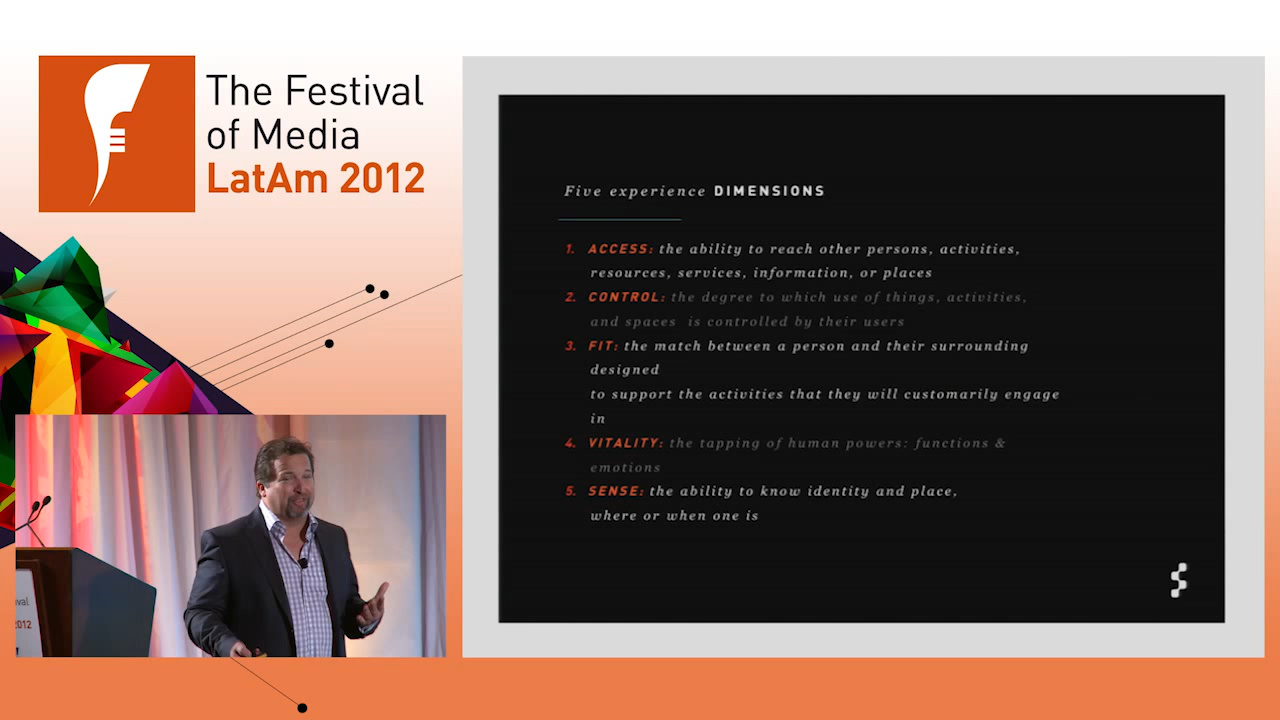 The Festival
of Media
LatAm 2012
Five experience DIMENSIONS
1. ACCESS: the ability to reach other persons, activities,
resources, services, information, or places
2. CONTROL: the degree to which use of things, activities,
and spaces is controlled by their users
3. FIT: the match between a person and their surrounding
designed
to support the activities that they will customarily engage
in
4. VITALITY: the tapping of human powers: functions &
emotions
5. SENSE: the ability to know identity and place,
where or when one is